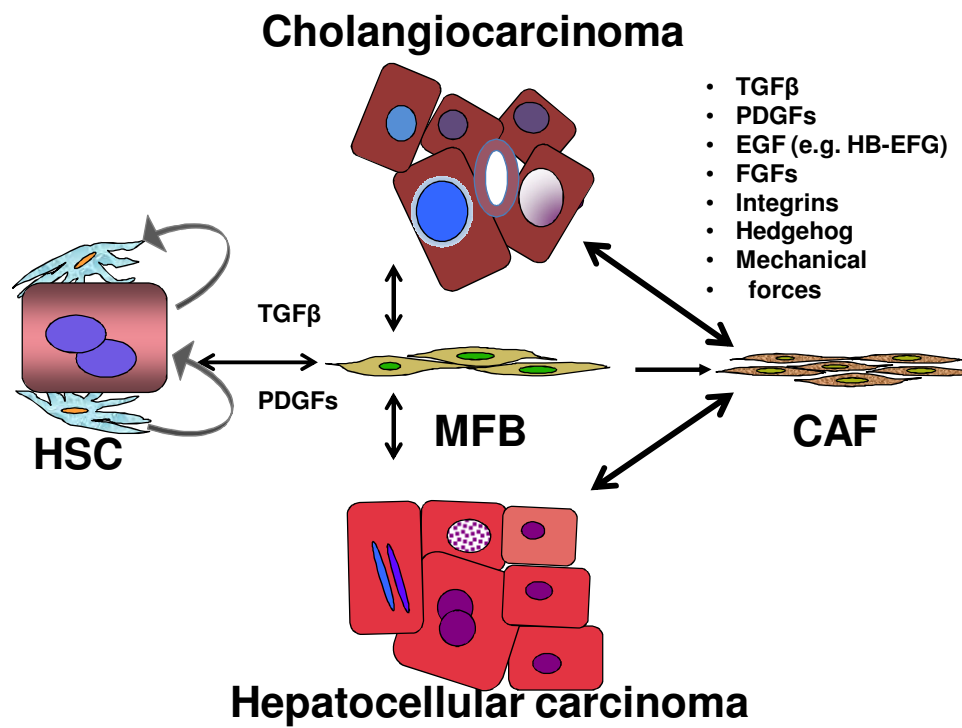 Cholangiocarcinoma
• TGFβ
• PDGFs
• EGF (e.g. HB-EFG)
• FGFs
• Integrins
• Hedgehog
• Mechanical
• forces
TGFβ
PDGFs
HSC
MFB
CAF
Hepatocellular carcinoma